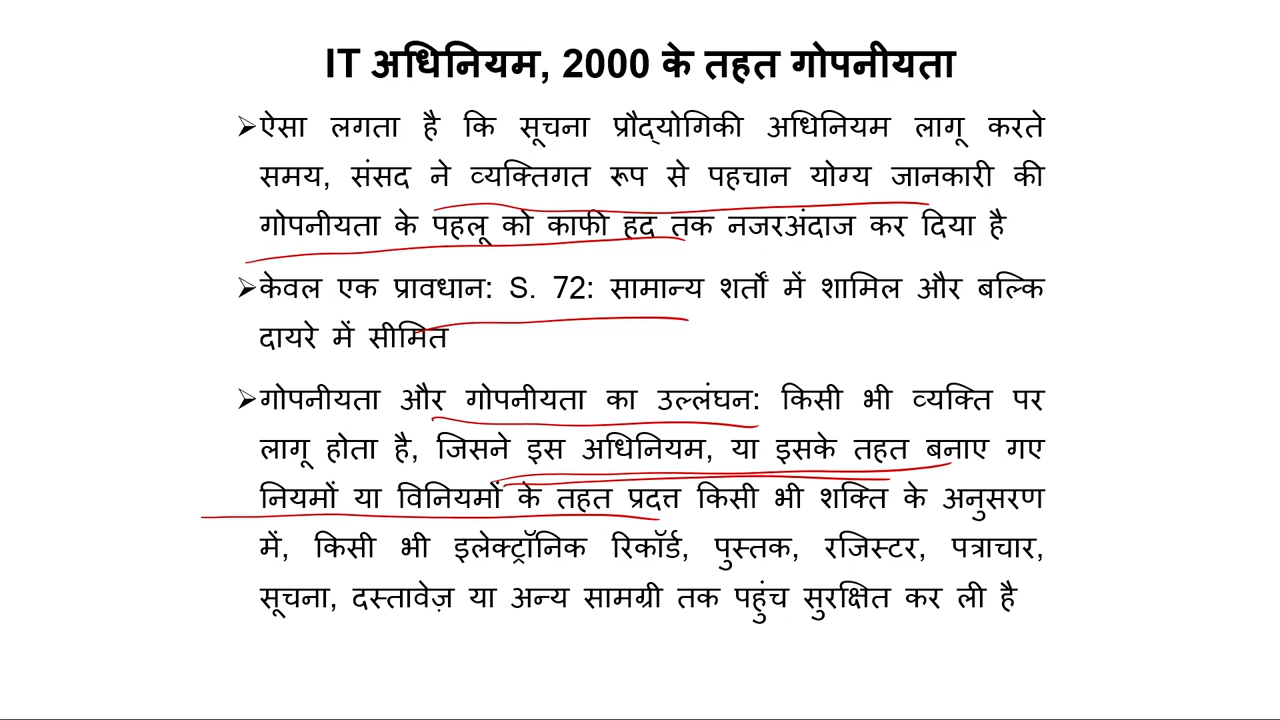 IT अधिनियम, 2000 के तहत गोपनीयता
➢ऐसा लगता है कि सूचना प्रौद्योगिकी अधिनियम लागू करते
समय, संसद ने व्यक्तिगत रूप से पहचान योग्य जानकारी की
गोपनीयता के पहलू को काफी हद तक नजरअंदाज कर दिया है
➢केवल एक प्रावधान: S. 72: सामान्य शर्तों में शामिल और बल्कि
दायरे में सीमित
➢गोपनीयता और गोपनीयता का उल्लंघन: किसी भी व्यक्ति पर
लागू होता है, जिसने इस अधिनियम, या इसके तहत बनाए गए
नियमों या विनियमों के तहत प्रदत्त किसी भी शक्ति के अनुसरण
में, किसी भी इलेक्ट्रॉनिक रिकॉर्ड, पुस्तक, रजिस्टर, पत्राचार,
सूचना, दस्तावेज़ या अन्य सामग्री तक पहुंच सुरक्षित कर ली है